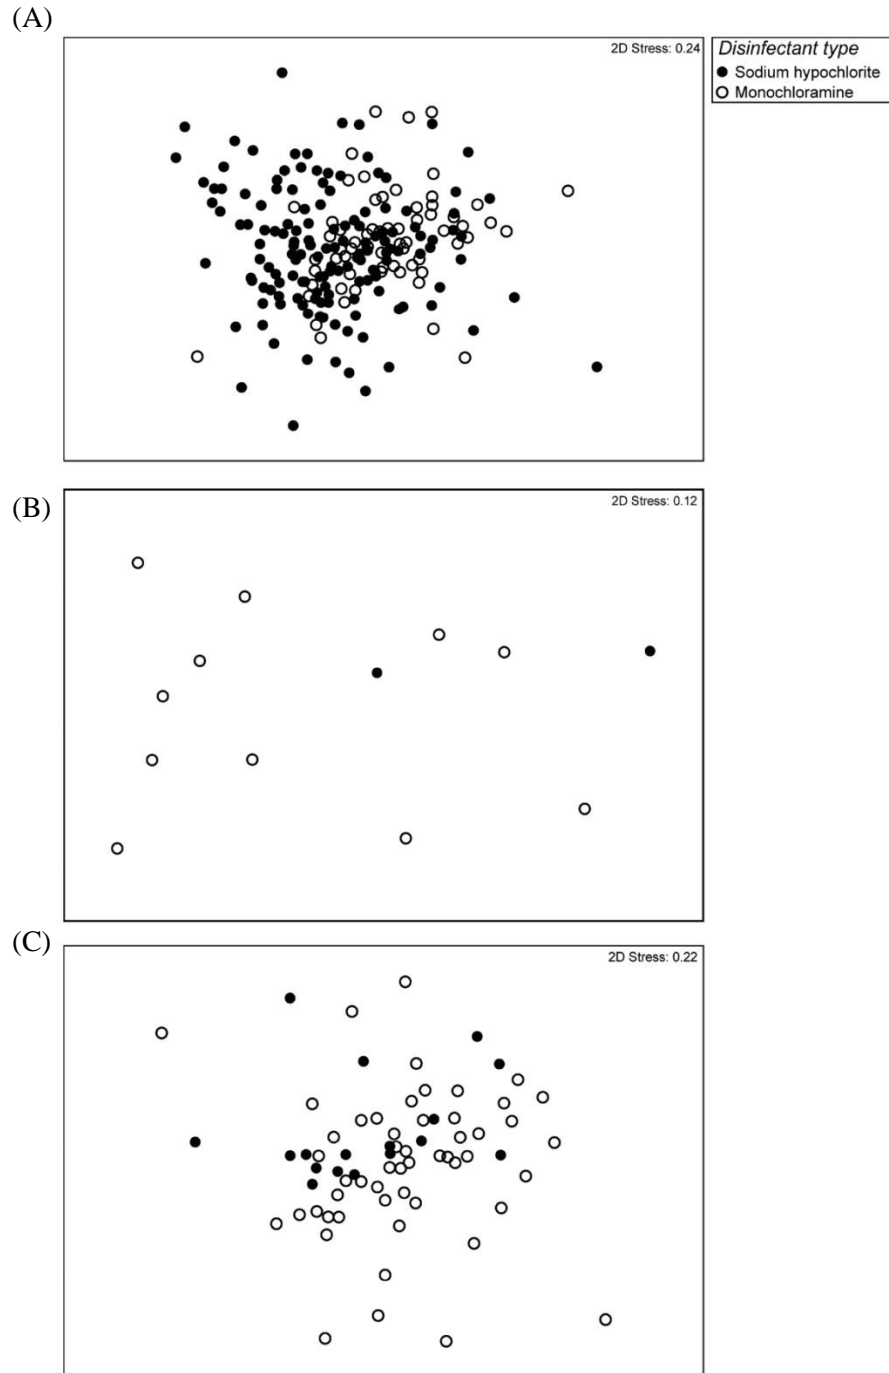 (A)
2D Stress: 0.24
Disinfectant type
Sodium hypochlorite
Monochloramine
(B)
2D Stress: 0.12
(C)
2D Stress: 0.22